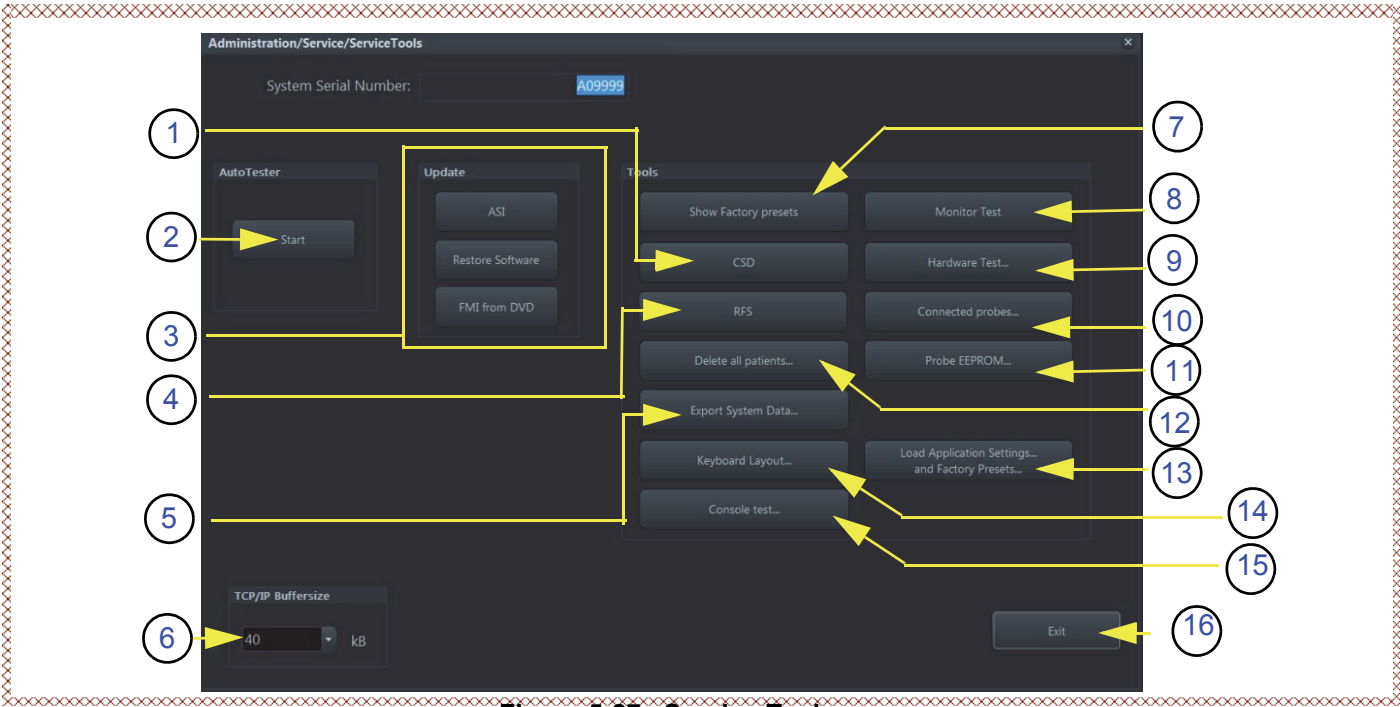 Administration/Service/ServiceTools
System Serial Number: A09999
1
7
AutoTester
Update
Tools
ASI
Show Factory presets
Monitor Test
8
2
Start
Restore Software
CSD
Hardware Test...
9
FMI from DVD
RFS
Connected probes...
10
3
Delete all patients...
Probe EEPROM...
11
4
Export System Data...
12
Keyboard Layout...
Load Application Settings...
and Factory Presets...
13
5
Console test...
14
15
TCP/IP Buffersize
6
40
kB
Exit
16